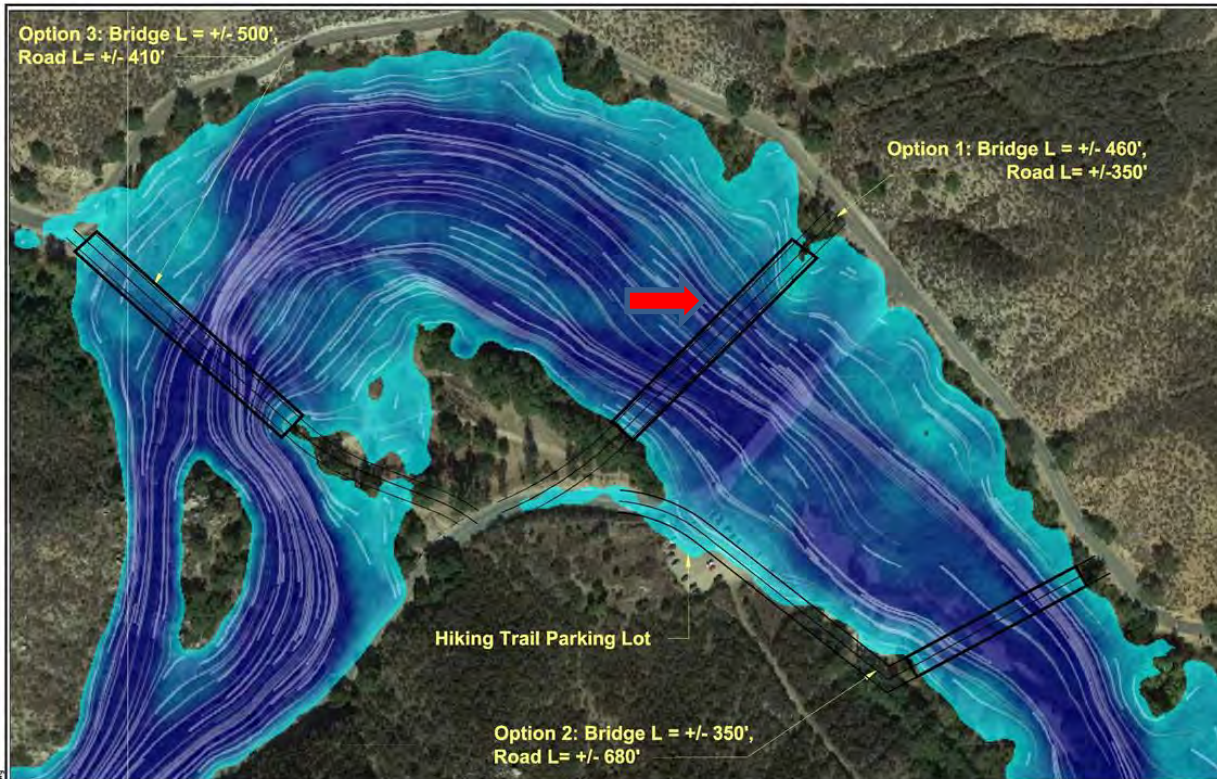 Option 3: Bridge L = +/- 500',
Road L= +/- 410'
Option 1: Bridge L = +/- 460',
Road L= +/-350'
Hiking Trail Parking Lot
Option 2: Bridge L = +/- 350',
Road L= +/- 680'